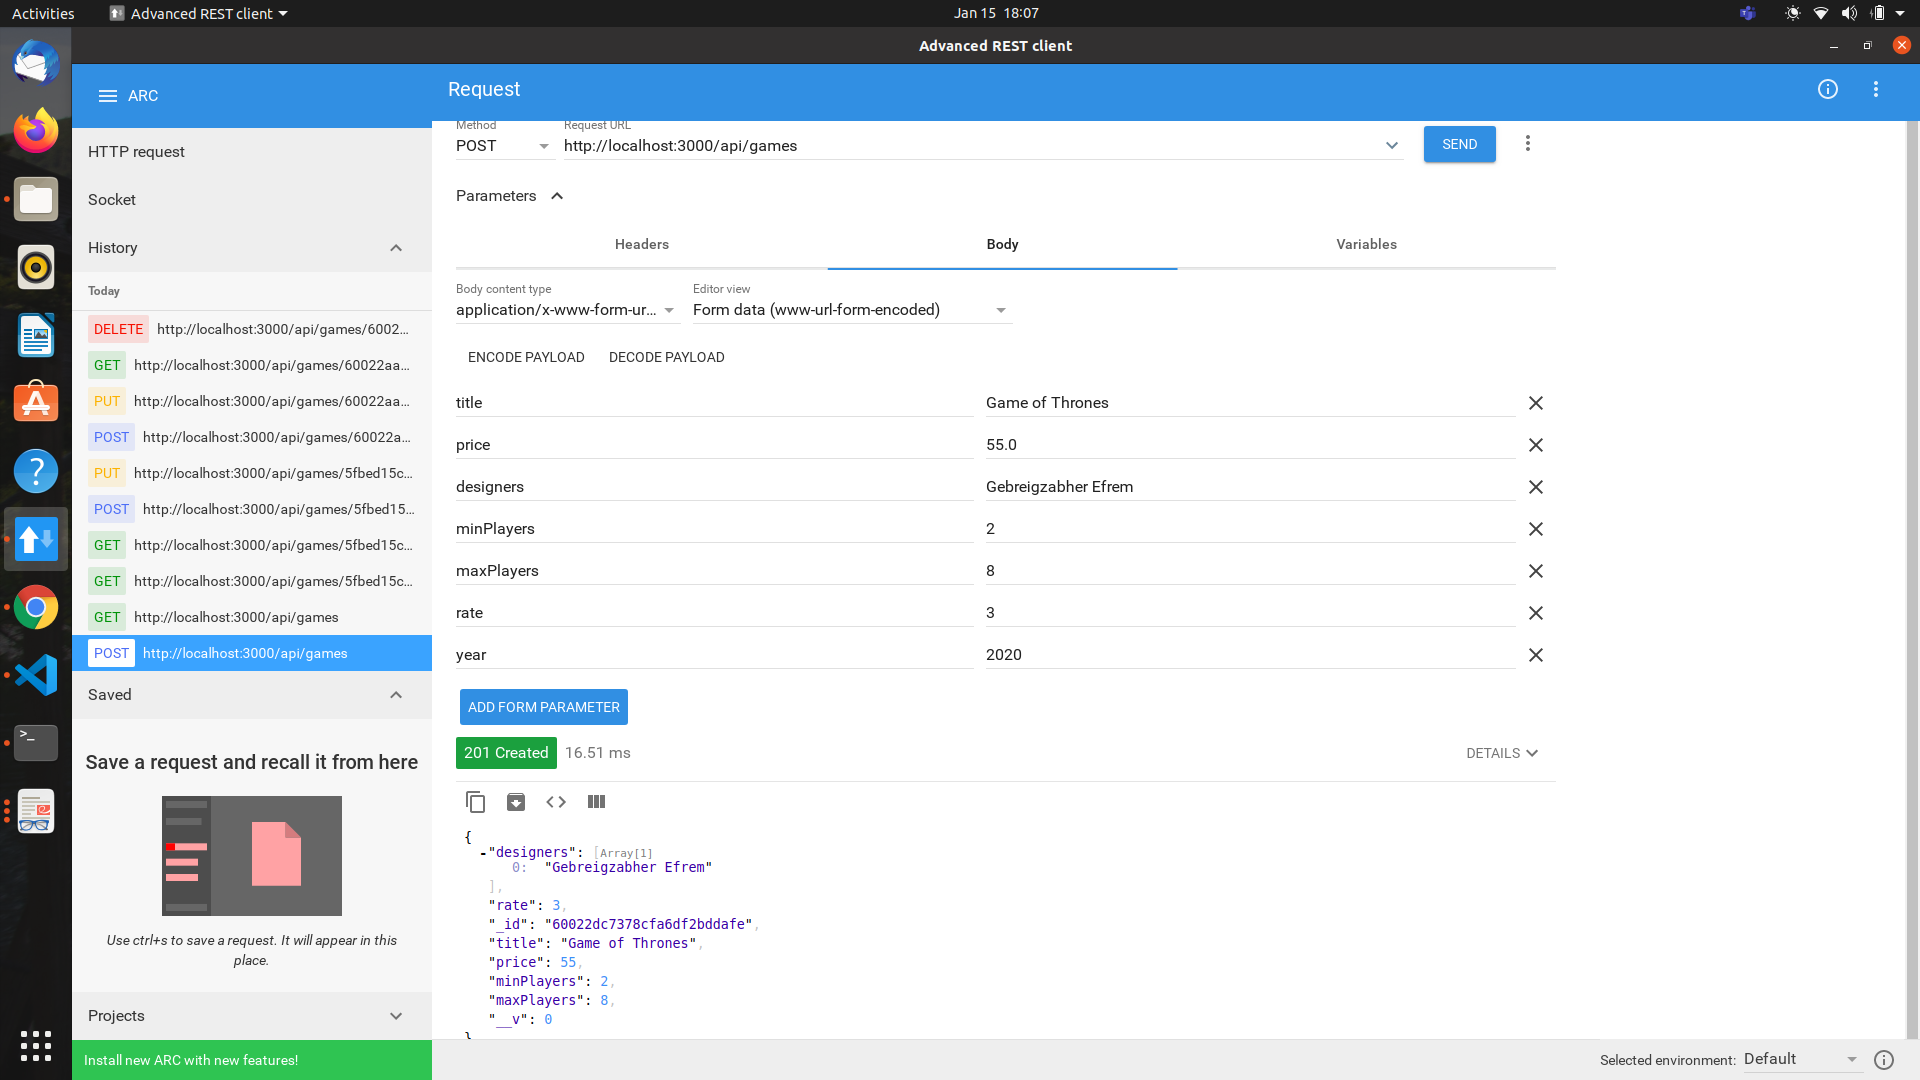 Activities
Advanced REST client
Jan 15 18:07
Advanced REST client
ARC
Request
HTTP request
Socket
History
Today
DELETE http://localhost:3000/api/games/6002...
GET http://localhost:3000/api/games/60022aa...
PUT http://localhost:3000/api/games/60022aa...
POST http://localhost:3000/api/games/60022a...
PUT http://localhost:3000/api/games/5fbed15c...
POST http://localhost:3000/api/games/5fbed15...
GET http://localhost:3000/api/games/5fbed15c...
GET http://localhost:3000/api/games/5fbed15c...
GET http://localhost:3000/api/games
POST http://localhost:3000/api/games
Saved
Save a request and recall it from here
Use ctrl+s to save a request. It will appear in this
place.
Projects
Install new ARC with new features!
Method
Request URL
POST
http://localhost:3000/api/games
SEND
Parameters
Headers
Body
Variables
Body content type
Editor view
application/x-www-form-ur...
Form data (www-url-form-encoded)
ENCODE PAYLOAD
DECODE PAYLOAD
title
Game of Thrones
price
55.0
designers
Gebreigzabher Efrem
minPlayers
2
maxPlayers
8
rate
3
year
2020
ADD FORM PARAMETER
201 Created 16.51 ms
DETAILS
{
-"designers": [Array[1]
0: "Gebreigzabher Efrem"
],
"rate": 3,
"_id": "60022dc7378cfa6df2bddafe",
"title": "Game of Thrones",
"price": 55,
"minPlayers": 2,
"maxPlayers": 8,
"__v": 0
}
Selected environment: Default